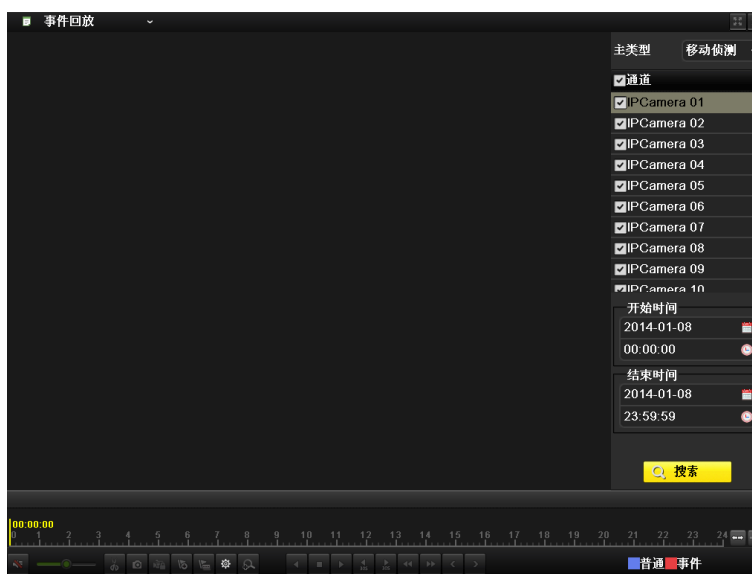 事件回放
主类型 移动侦测
通道
IPCamera 01
IPCamera 02
IPCamera 03
IPCamera 04
IPCamera 05
IPCamera 06
IPCamera 07
IPCamera 08
IPCamera 09
IPCamera 10
开始时间
2014-01-08
00:00:00
结束时间
2014-01-08
23:59:59
搜索
00:00:00
0 1 2 3 4 5 6 7 8 9 10 11 12 13 14 15 16 17 18 19 20 21 22 23 24
普通 事件